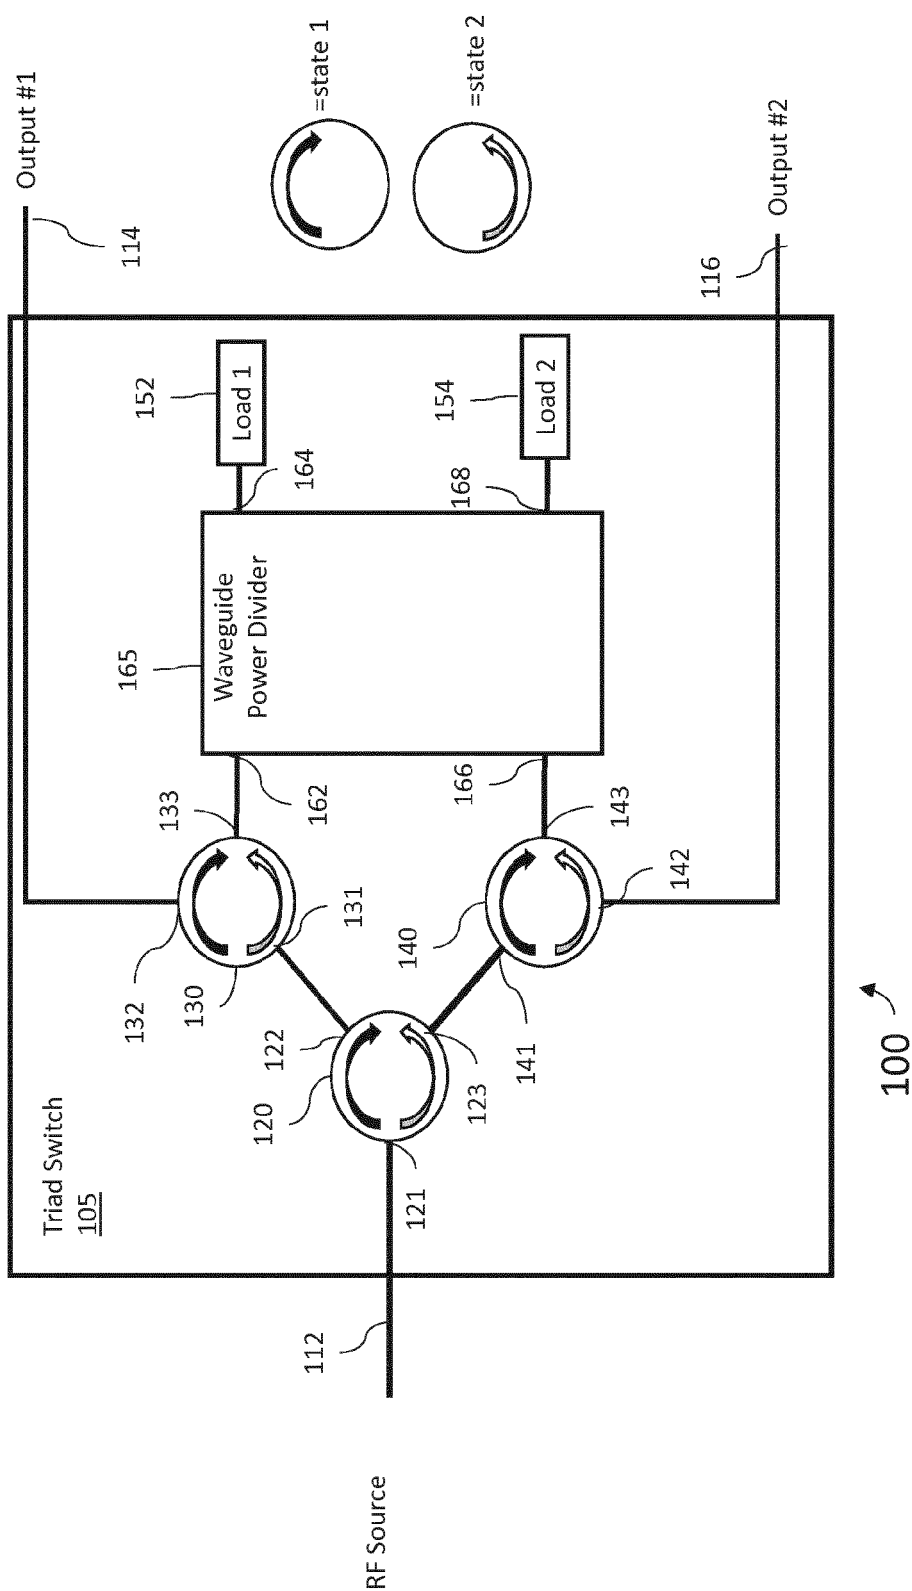 Triad Switch
105
RF Source
112
121
120
122
123
141
131
130
132
133
140
142
143
162
166
165
Waveguide
Power Divider
164
168
152
Load 1
154
Load 2
114
Output #1
116
Output #2
=state 1
=state 2
100